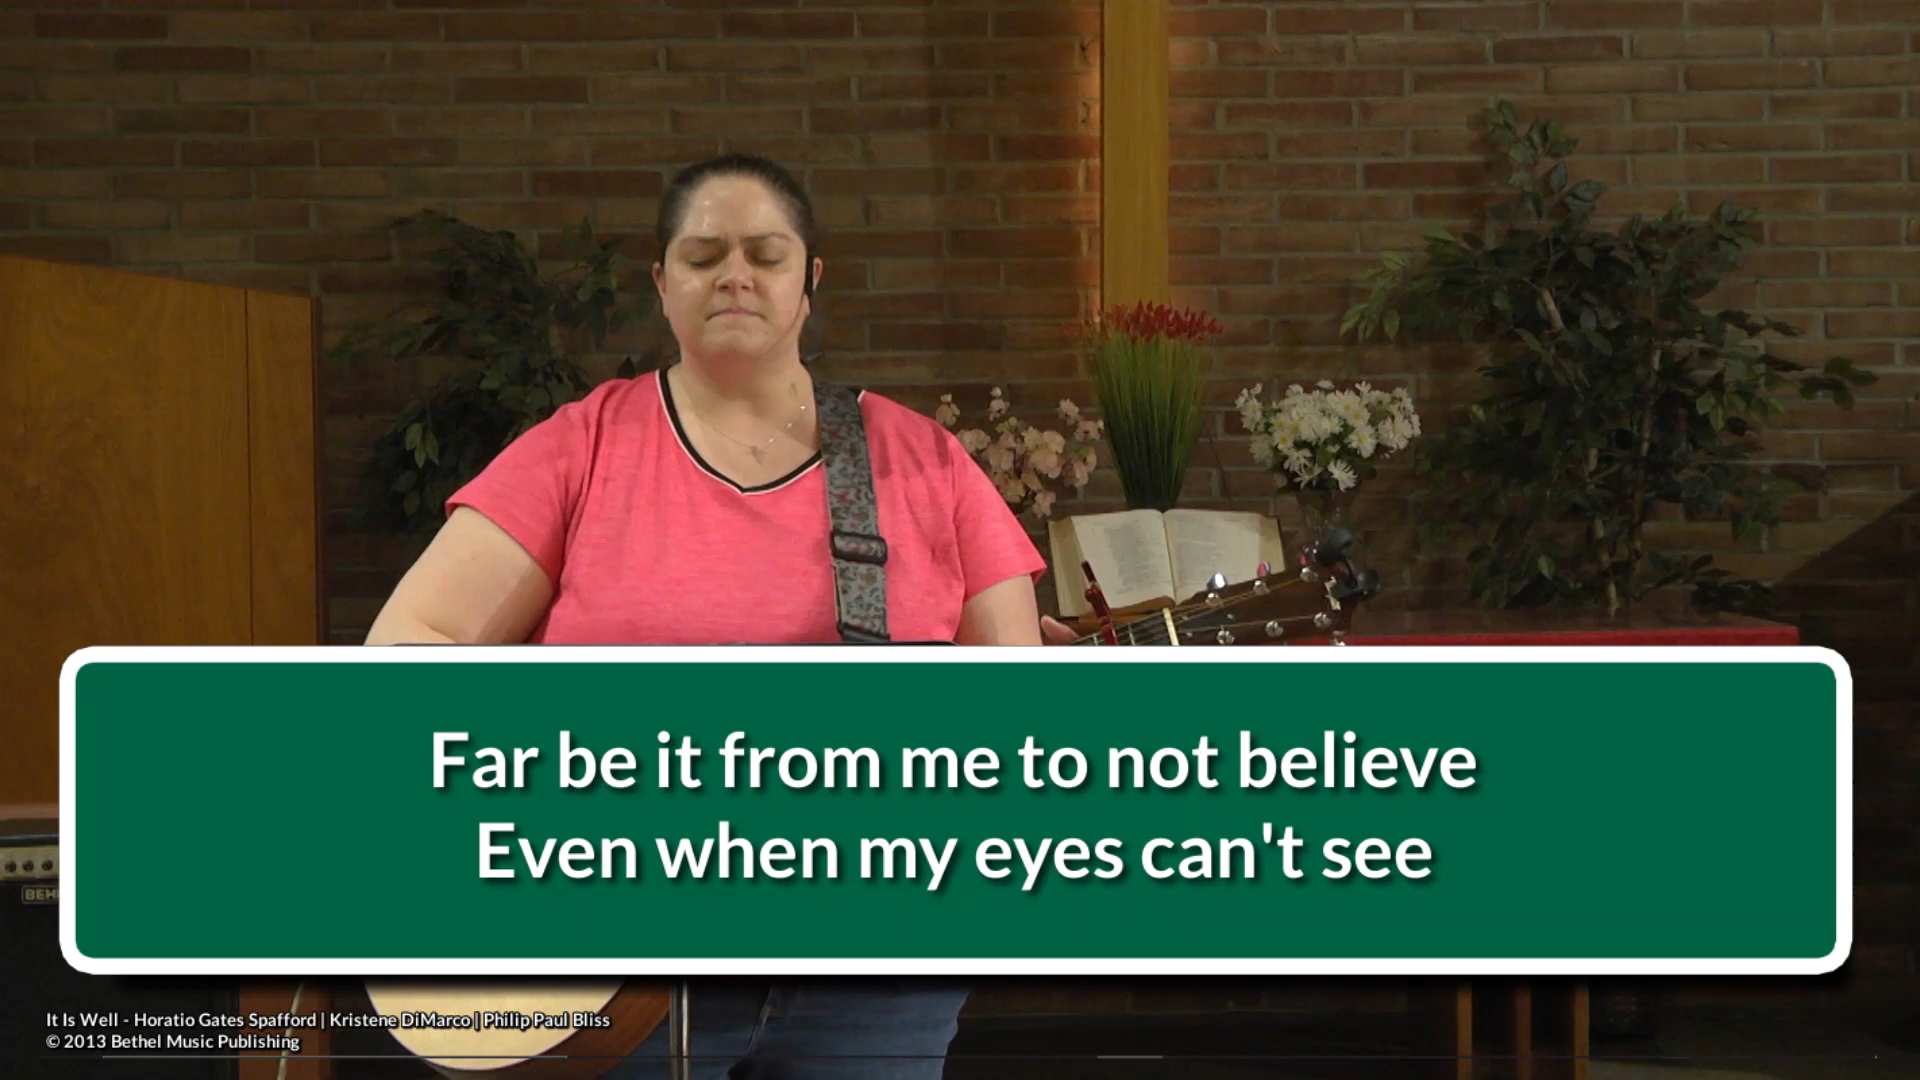 Far be it from me to not believe
Even when my eyes can't see
BEH
It Is Well - Horatio Gates Spafford | Kristene DiMarco | Philip Paul Bliss
© 2013 Bethel Music Publishing